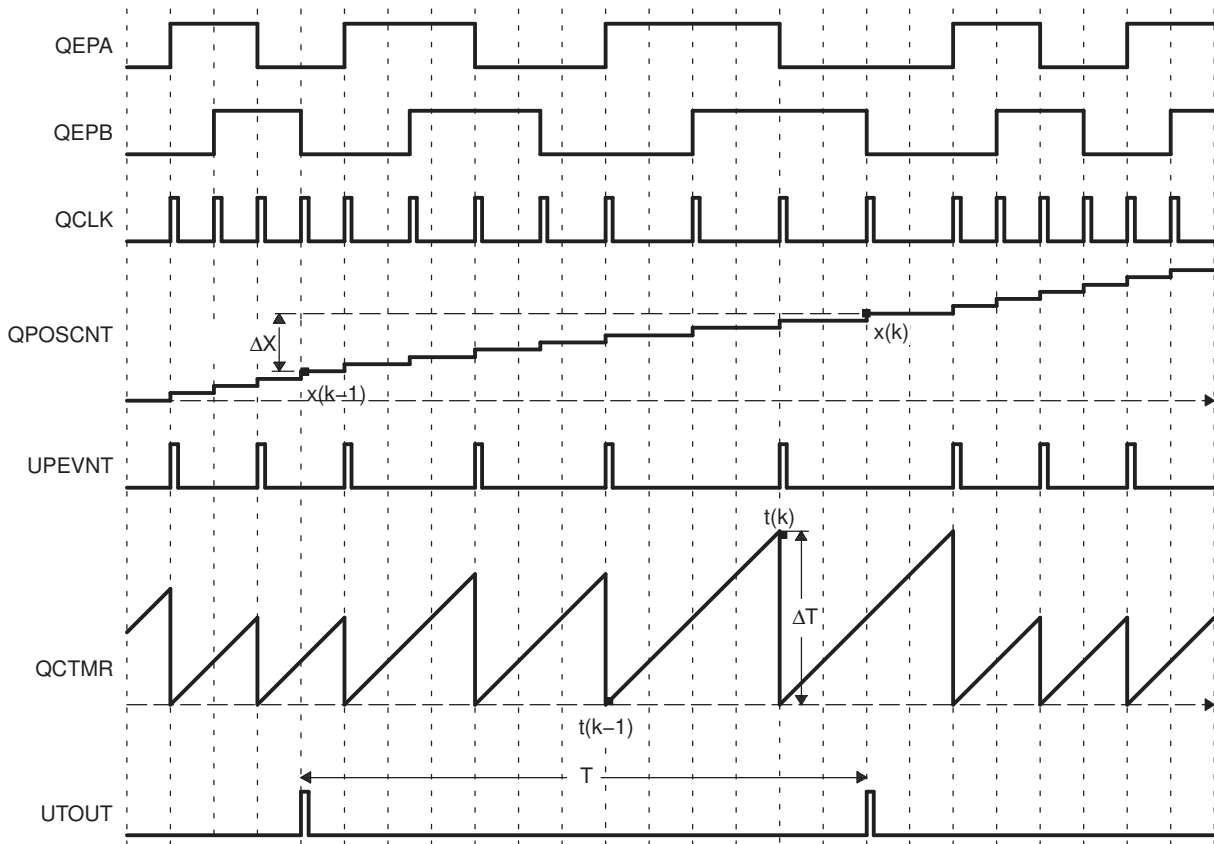 QEPA
QEPB
QCLK
QPOSCNT
ΔX
x(k)
x(k−1)
UPEVNT
t(k)
ΔT
QCTMR
t(k−1)
T
UTOUT